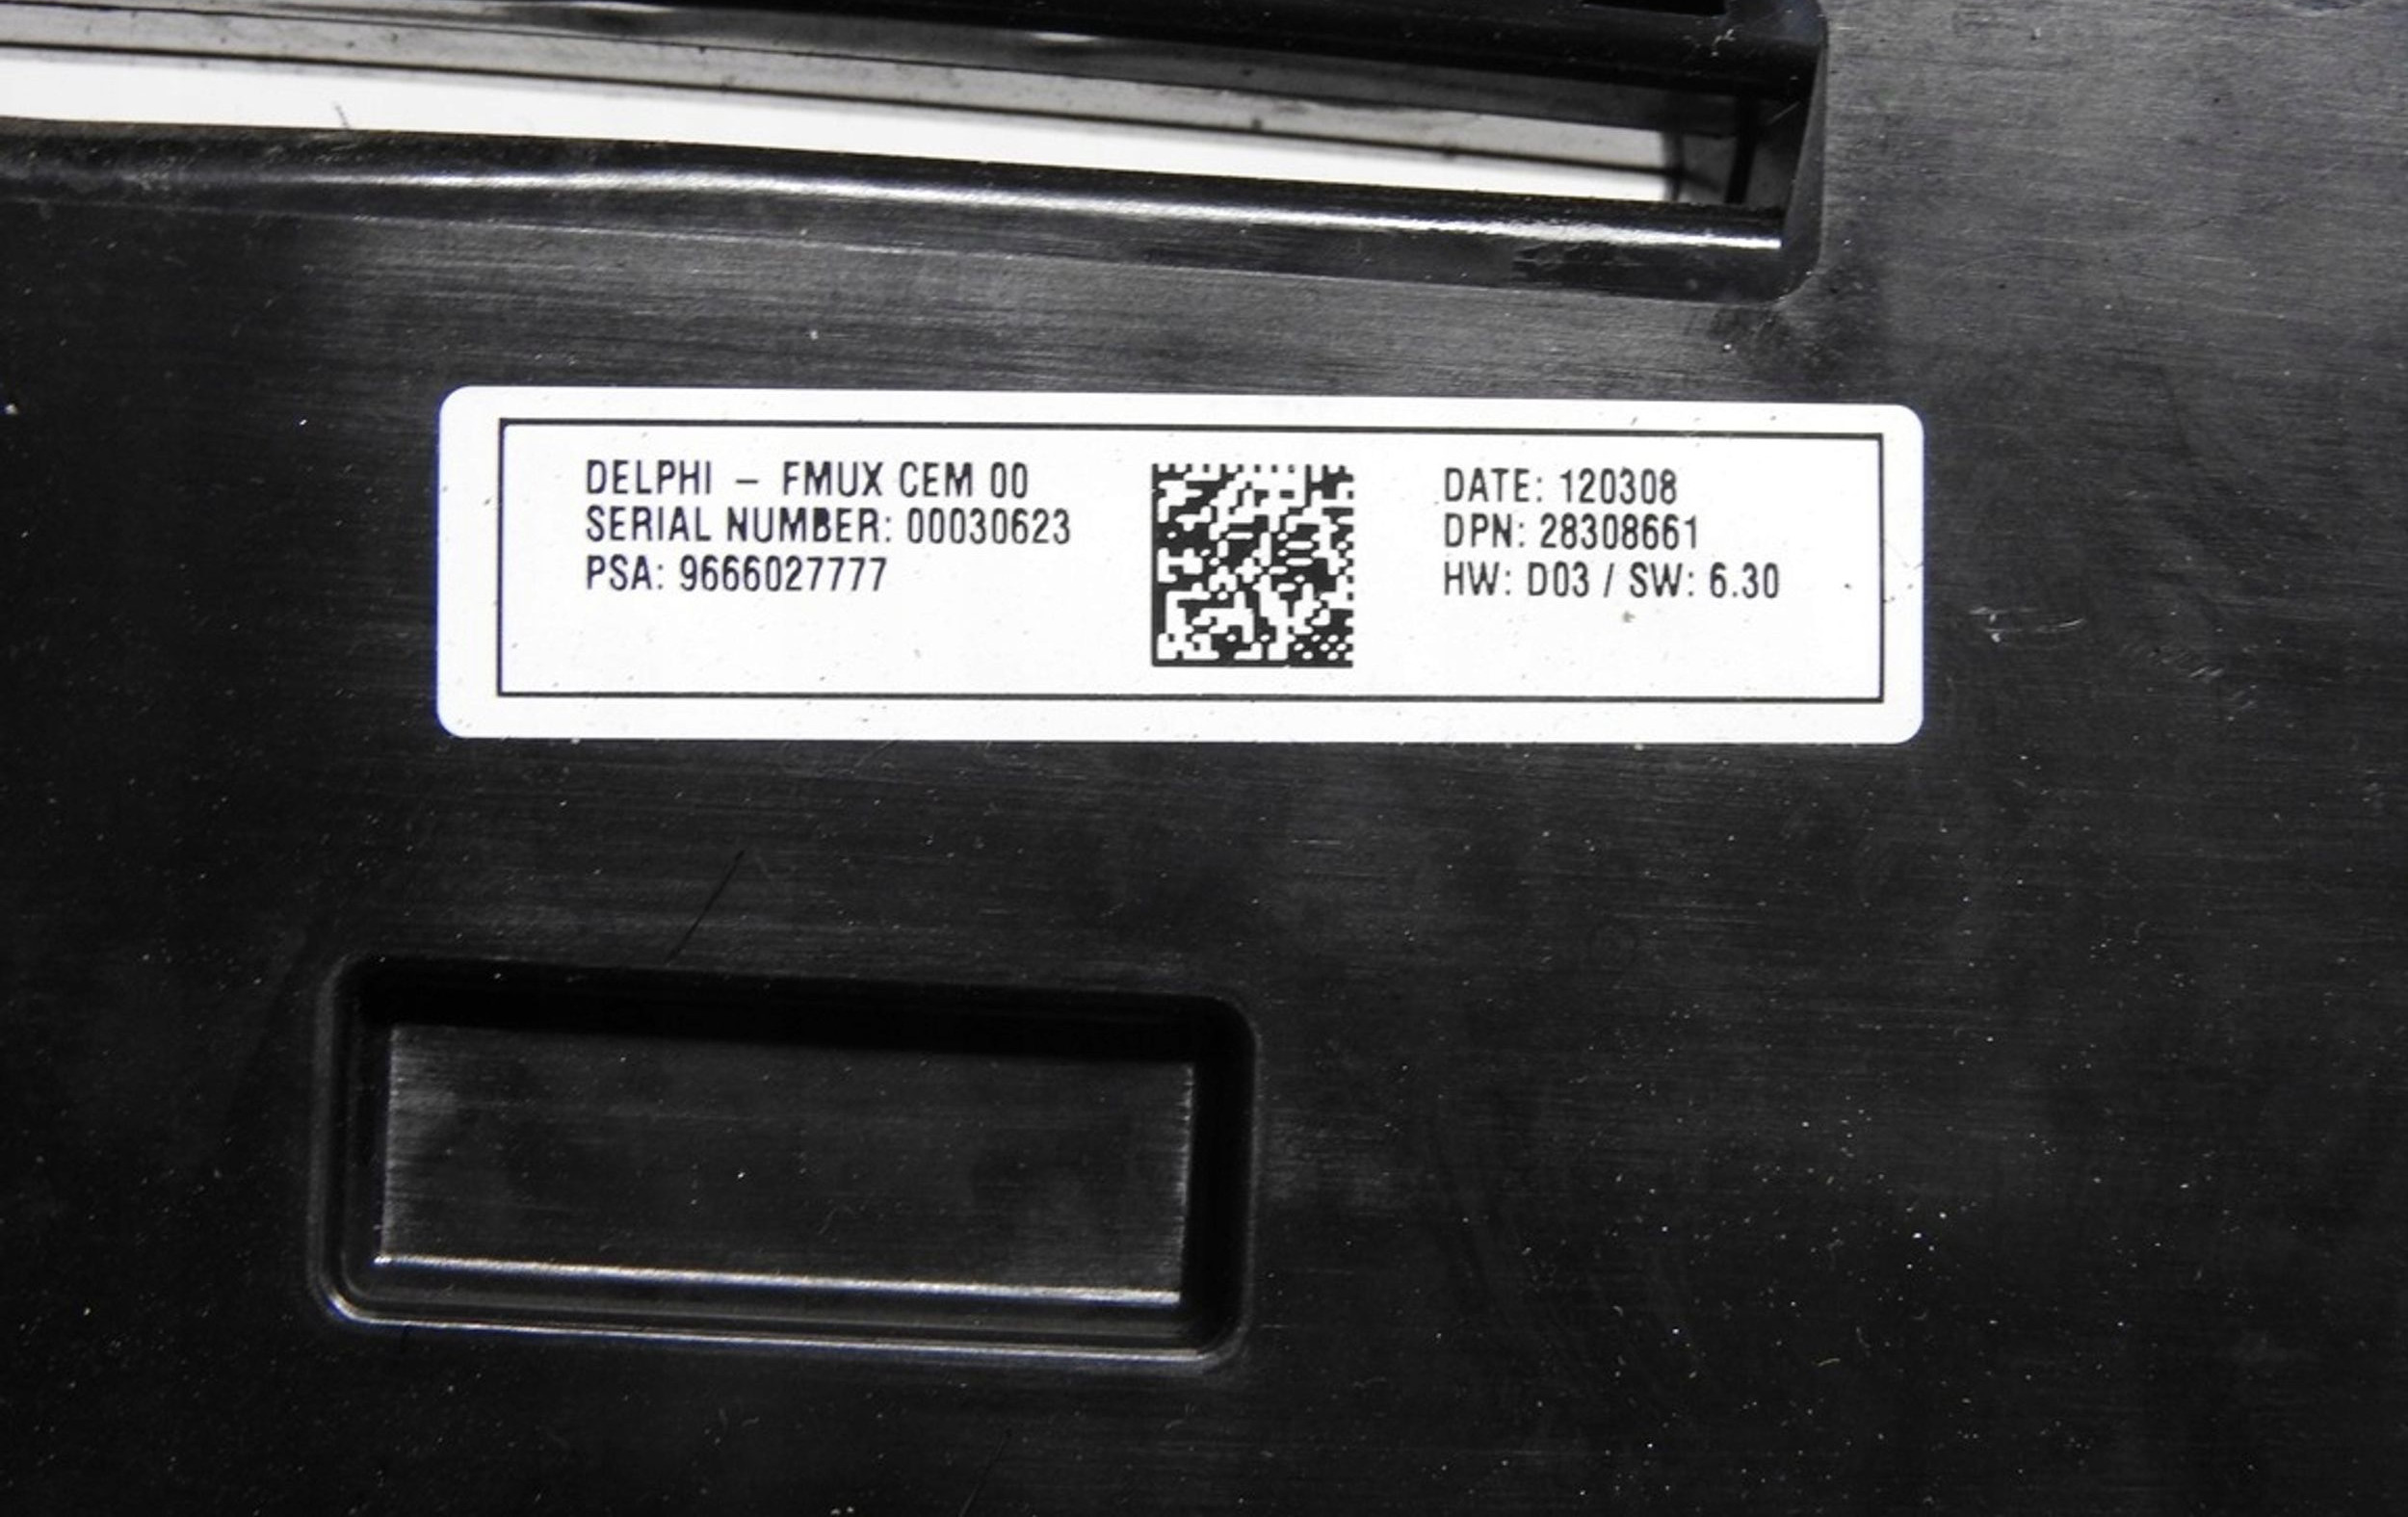 DELPHI – FMUX CEM 00
SERIAL NUMBER: 00030623
PSA: 9666027777
DATE: 120308
DPN: 28308661
HW: D03 / SW: 6.30